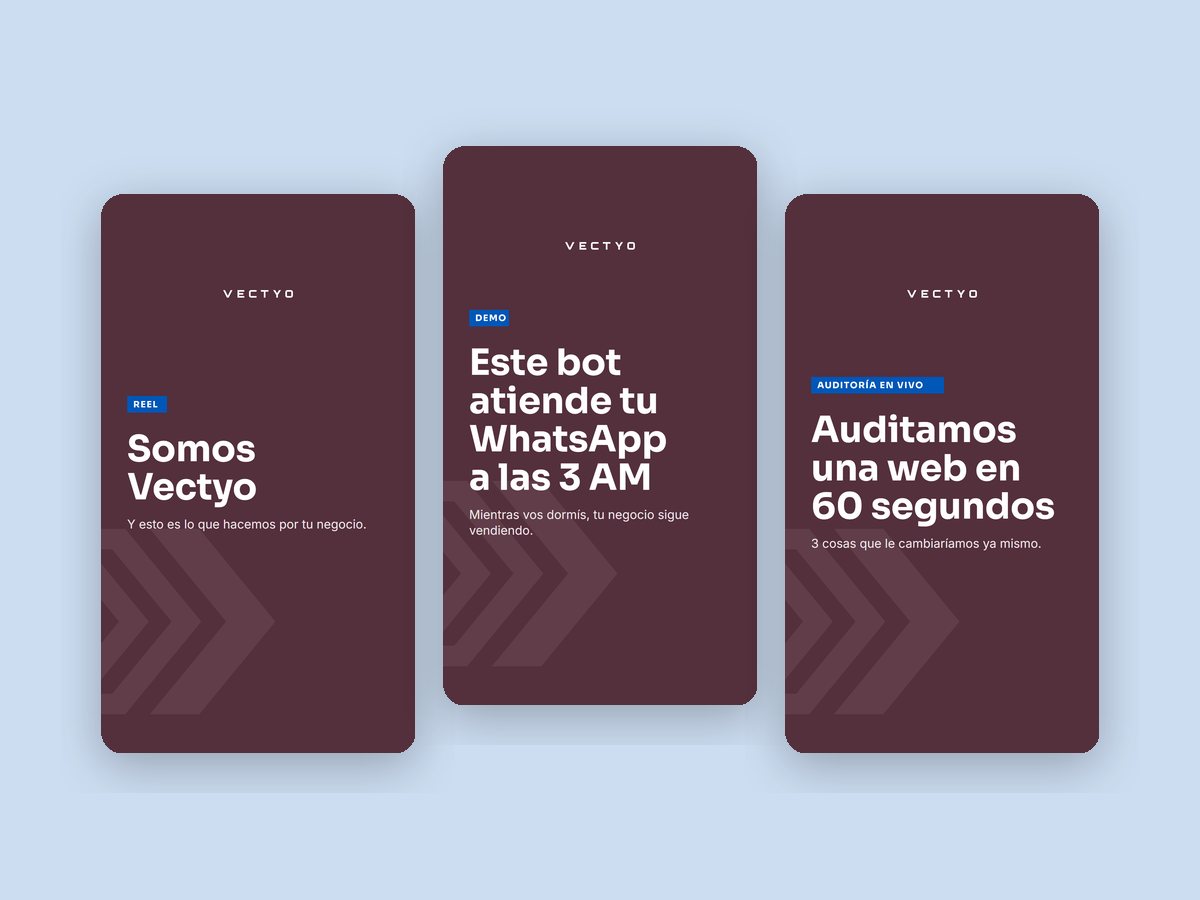 VECTYO
REEL
Somos
Vectyo
Y esto es lo que hacemos por tu negocio.
VECTYO
DEMO
Este bot
atiende tu
WhatsApp
a las 3 AM
Mientras vos dormís, tu negocio sigue
vendiendo.
VECTYO
AUDITORÍA EN VIVO
Auditamos
una web en
60 segundos
3 cosas que le cambiaríamos ya mismo.